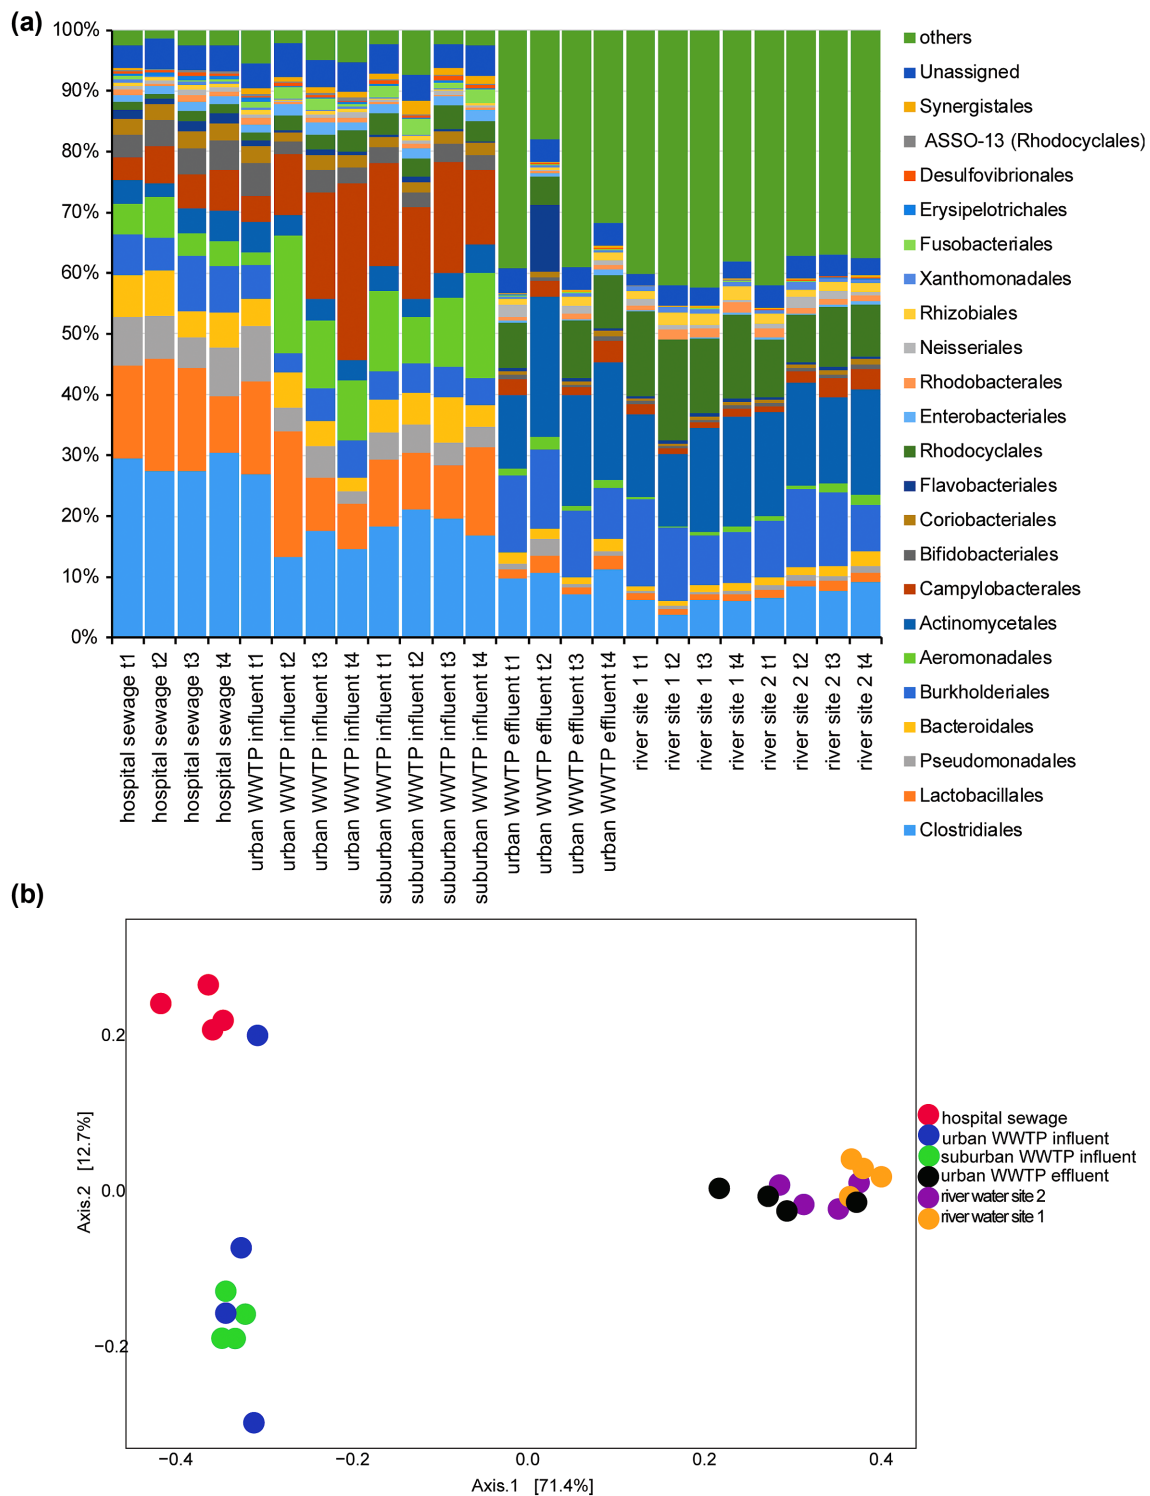 (a)
100%
90%
80%
70%
60%
50%
40%
30%
20%
10%
0%
hospital sewage t1
hospital sewage t2
hospital sewage t3
hospital sewage t4
urban WWTP influent t1
urban WWTP influent t2
urban WWTP influent t3
urban WWTP influent t4
suburban WWTP influent t1
suburban WWTP influent t2
suburban WWTP influent t3
suburban WWTP influent t4
urban WWTP effluent t1
urban WWTP effluent t2
urban WWTP effluent t3
urban WWTP effluent t4
river site 1 t1
river site 1 t2
river site 1 t3
river site 1 t4
river site 2 t1
river site 2 t2
river site 2 t3
river site 2 t4
others
Unassigned
Synergistales
ASSO-13 (Rhodocyclales)
Desulfovibrionales
Erysipelotrichales
Fusobacteriales
Xanthomonadales
Rhizobiales
Neisseriales
Rhodobacterales
Enterobacteriales
Rhodocyclales
Flavobacteriales
Coriobacteriales
Bifidobacteriales
Campylobacterales
Actinomycetales
Aeromonadales
Burkholderiales
Bacteroidales
Pseudomonadales
Lactobacillales
Clostridiales
(b)
Axis.2 [12.7%]
0.2
0.0
−0.2
−0.4
−0.2
0.0
0.2
0.4
Axis.1 [71.4%]
hospital sewage
urban WWTP influent
suburban WWTP influent
urban WWTP effluent
river water site 2
river water site 1